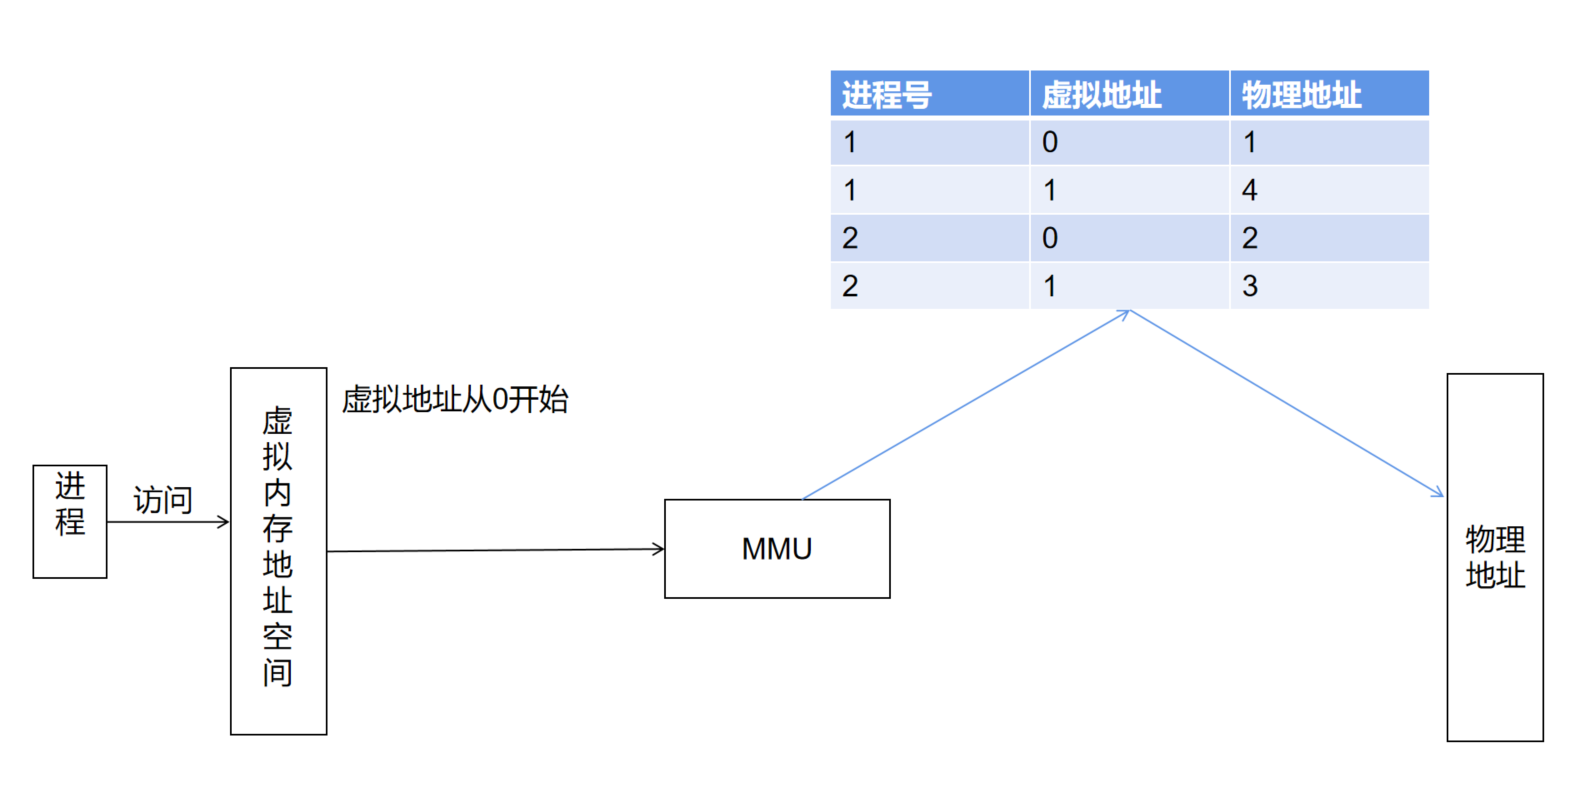 进程号 虚拟地址 物理地址
1 0 1
1 1 4
2 0 2
2 1 3
虚拟地址从0开始
进
程
访问
虚
拟
内
存
地
址
空
间
MMU
物理
地址